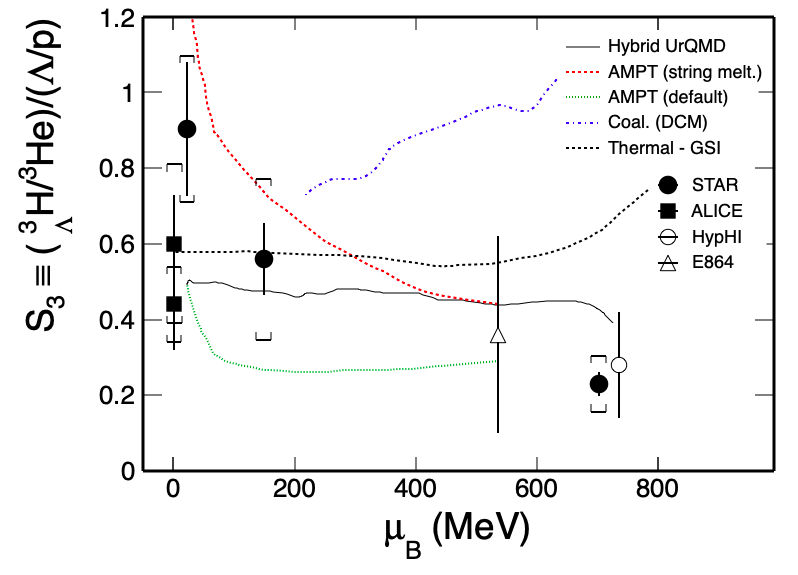 S₃ ≡ (³ΛH/³He)/(Λ/p)
1.2
1
0.8
0.6
0.4
0.2
0
0
200
400
600
800
μB (MeV)
Hybrid UrQMD
AMPT (string melt.)
AMPT (default)
Coal. (DCM)
Thermal - GSI
STAR
ALICE
HypHI
E864